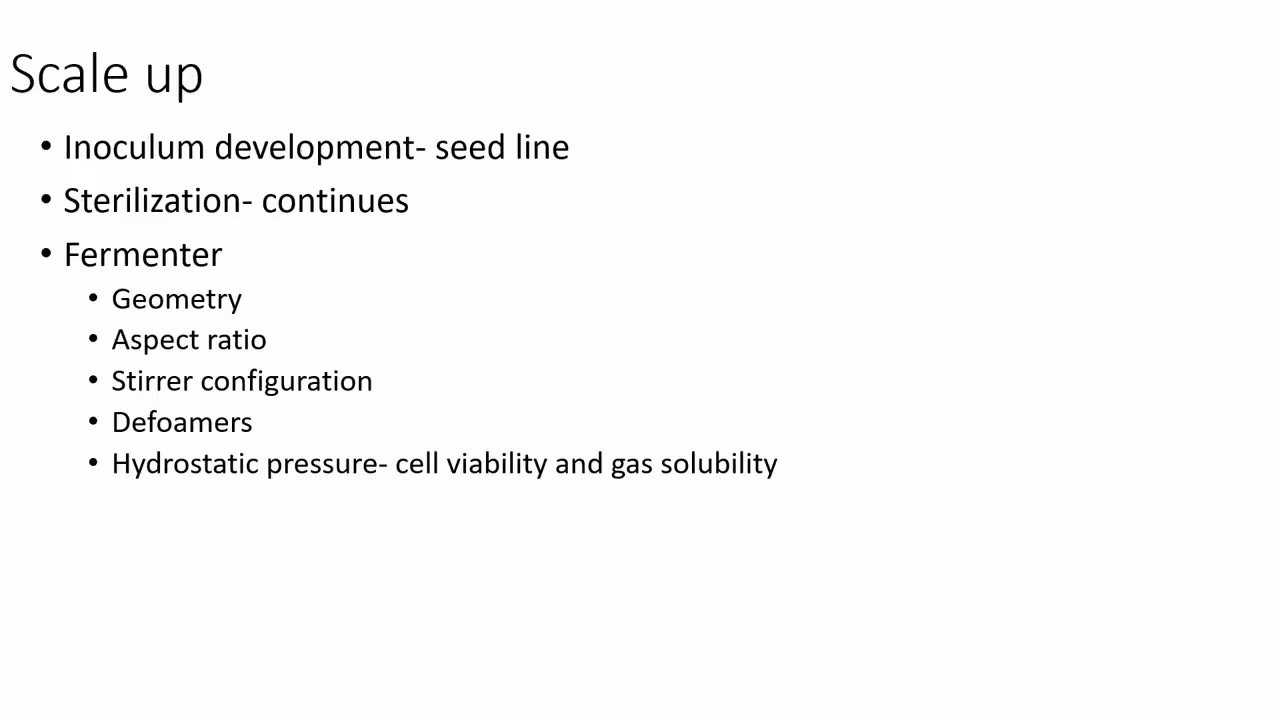 Scale up
• Inoculum development- seed line
• Sterilization- continues
• Fermenter
• Geometry
• Aspect ratio
• Stirrer configuration
• Defoamers
• Hydrostatic pressure- cell viability and gas solubility